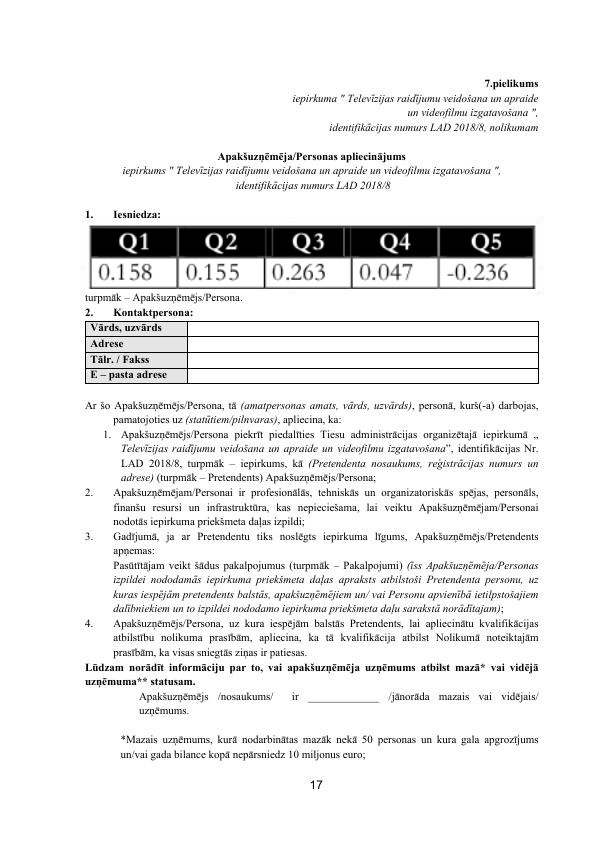 7.pielikums
iepirkuma " Televīzijas raidījumu veidošana un apraide
un videofilmu izgatavošana ",
identifikācijas numurs LAD 2018/8, nolikumam
Apakšuzņēmēja/Personas apliecinājums
iepirkums " Televīzijas raidījumu veidošana un apraide un videofilmu izgatavošana ",
identifikācijas numurs LAD 2018/8
1. Iesniedza:
Q1 Q2 Q3 Q4 Q5
0.158 0.155 0.263 0.047 -0.236
turpmāk – Apakšuzņēmējs/Persona.
2. Kontaktpersona:
Vārds, uzvārds
Adrese
Tālr. / Fakss
E – pasta adrese
Ar šo Apakšuzņēmējs/Persona, tā (amatpersonas amats, vārds, uzvārds), personā, kurš(-a) darbojas,
pamatojoties uz (statūtiem/pilnvaras), apliecina, ka:
1. Apakšuzņēmējs/Persona piekrīt piedalīties Tiesu administrācijas organizētajā iepirkumā „
Televīzijas raidījumu veidošana un apraide un videofilmu izgatavošana”, identifikācijas Nr.
LAD 2018/8, turpmāk – iepirkums, kā (Pretendenta nosaukums, reģistrācijas numurs un
adrese) (turpmāk – Pretendents) Apakšuzņēmējs/Persona;
2. Apakšuzņēmējam/Personai ir profesionālās, tehniskās un organizatoriskās spējas, personāls,
finanšu resursi un infrastruktūra, kas nepieciešama, lai veiktu Apakšuzņēmējam/Personai
nodotās iepirkuma priekšmeta daļas izpildi;
3. Gadījumā, ja ar Pretendentu tiks noslēgts iepirkuma līgums, Apakšuzņēmējs/Pretendents
apņemas:
Pasūtītājam veikt šādus pakalpojumus (turpmāk – Pakalpojumi) (īss Apakšuzņēmēja/Personas
izpildei nododamās iepirkuma priekšmeta daļas apraksts atbilstoši Pretendenta personu, uz
kuras iespējām pretendents balstās, apakšuzņēmējiem un/ vai Personu apvienībā ietilpstošajiem
dalībniekiem un to izpildei nododamo iepirkuma priekšmeta daļu sarakstā norādītajam);
4. Apakšuzņēmējs/Persona, uz kura iespējām balstās Pretendents, lai apliecinātu kvalifikācijas
atbilstību nolikuma prasībām, apliecina, ka tā kvalifikācija atbilst Nolikumā noteiktajām
prasībām, ka visas sniegtās ziņas ir patiesas.
Lūdzam norādīt informāciju par to, vai apakšuzņēmēja uzņēmums atbilst mazā* vai vidējā
uzņēmuma** statusam.
Apakšuzņēmējs /nosaukums/ ir _____________ /jānorāda mazais vai vidējais/
uzņēmums.
*Mazais uzņēmums, kurā nodarbinātas mazāk nekā 50 personas un kura gala apgrozījums
un/vai gada bilance kopā nepārsniedz 10 miljonus euro;
17